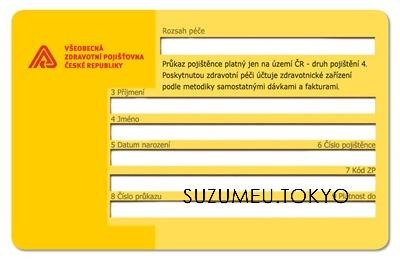 Rozsah péče
VŠEOBECNÁ
ZDRAVOTNÍ POJIŠŤOVNA
ČESKÉ REPUBLIKY
Průkaz pojištěnce platný jen na území ČR - druh pojištění 4.
Poskytnutou zdravotní péči účtuje zdravotnické zařízení
podle metodiky samostatnými dávkami a fakturami.
3 Příjmení
4 Jméno
5 Datum narození 6 Číslo pojištěnce
7 Kód ZP
8 Číslo průkazu Platnost do
SUZUMEU.TOKYO